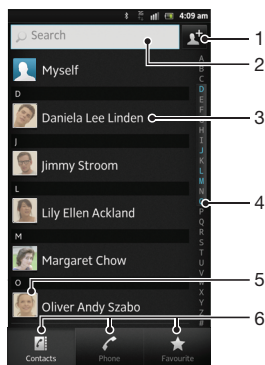 4:09 am
Search
1
2
Myself
D
Daniela Lee Linden
3
J
Jimmy Stroom
L
Lily Ellen Ackland
4
M
Margaret Chow
O
5
Oliver Andy Szabo
6
A
B
C
D
E
F
G
H
I
J
K
L
M
N
O
P
Q
R
S
T
U
V
W
X
Y
Z
#
Contacts Phone Favourite